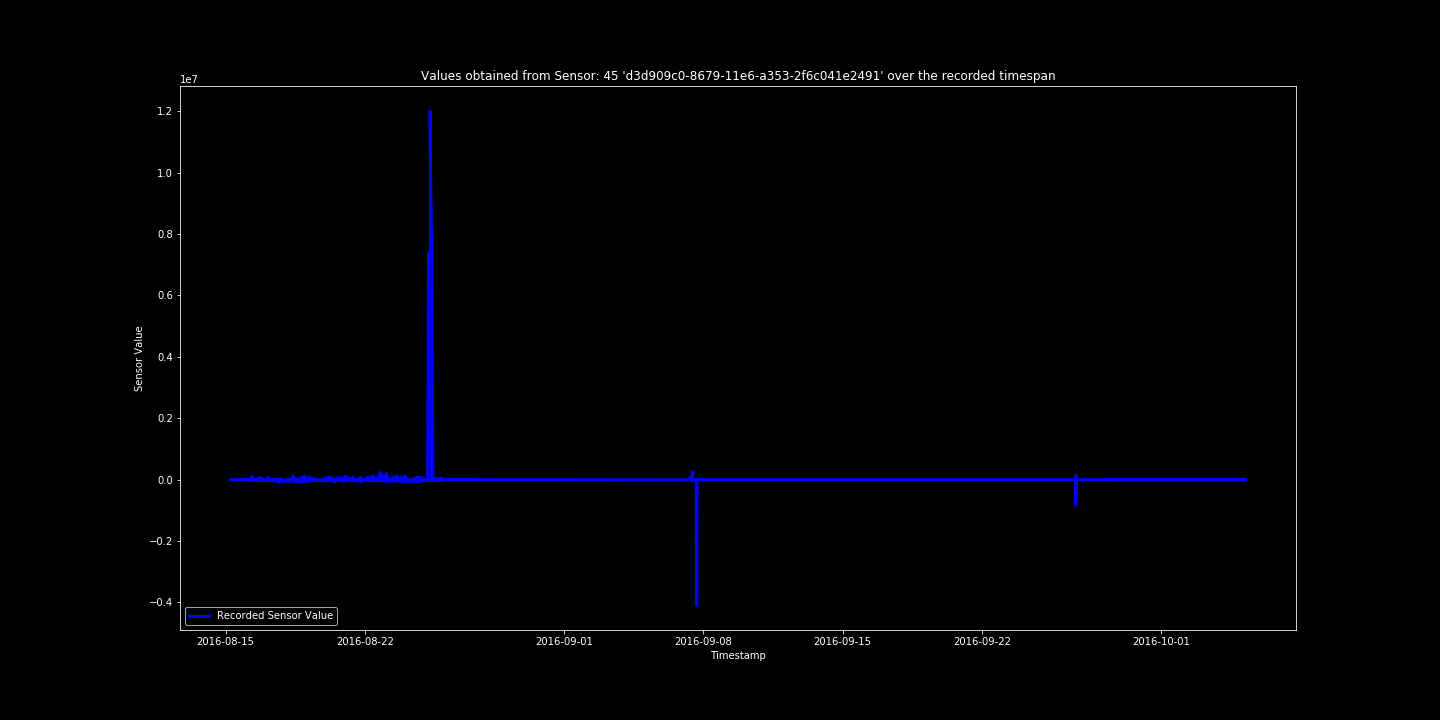 Values obtained from Sensor: 45 'd3d909c0-8679-11e6-a353-2f6c041e2491' over the recorded timespan
1e7
1.2
1.0
0.8
0.6
0.4
0.2
0.0
−0.2
−0.4
Sensor Value
Recorded Sensor Value
2016-08-15 2016-08-22 2016-09-01 2016-09-08 2016-09-15 2016-09-22 2016-10-01
Timestamp